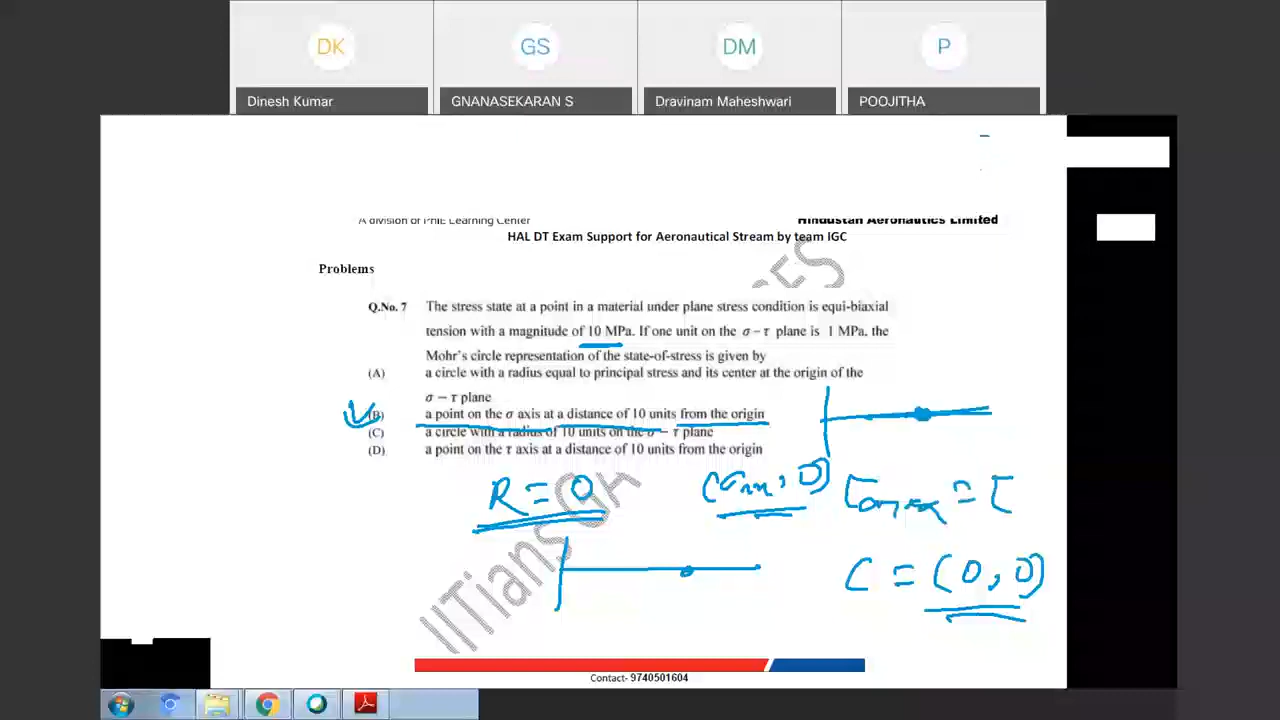 DK GS DM P
Dinesh Kumar GNANASEKARAN S Dravinam Maheshwari POOJITHA
A division of PhIE Learning Center Hindustan Aeronautics Limited
HAL DT Exam Support for Aeronautical Stream by team IGC
Problems
Q.No. 7 The stress state at a point in a material under plane stress condition is equi-biaxial
tension with a magnitude of 10 MPa. If one unit on the σ − τ plane is 1 MPa, the
Mohr's circle representation of the state-of-stress is given by
(A) a circle with a radius equal to principal stress and its center at the origin of the
σ − τ plane
(B) a point on the σ axis at a distance of 10 units from the origin
(C) a circle with a radius of 10 units on the σ − τ plane
(D) a point on the τ axis at a distance of 10 units from the origin
R = 0
C = (0, 0)
IITians GATE CLASSES
Contact- 9740501604